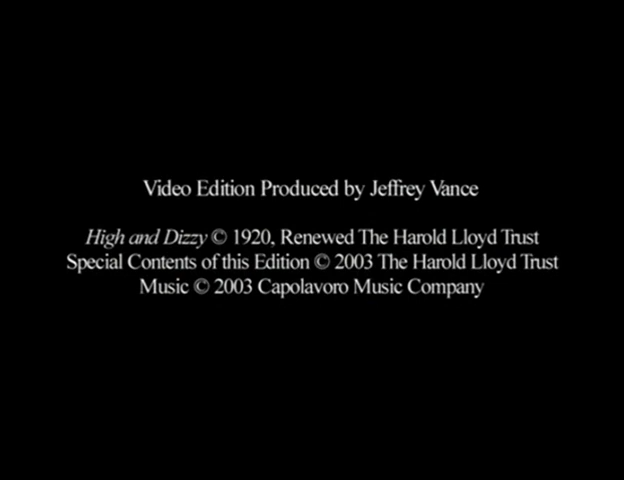 Video Edition Produced by Jeffrey Vance
High and Dizzy © 1920, Renewed The Harold Lloyd Trust
Special Contents of this Edition © 2003 The Harold Lloyd Trust
Music © 2003 Capolavoro Music Company